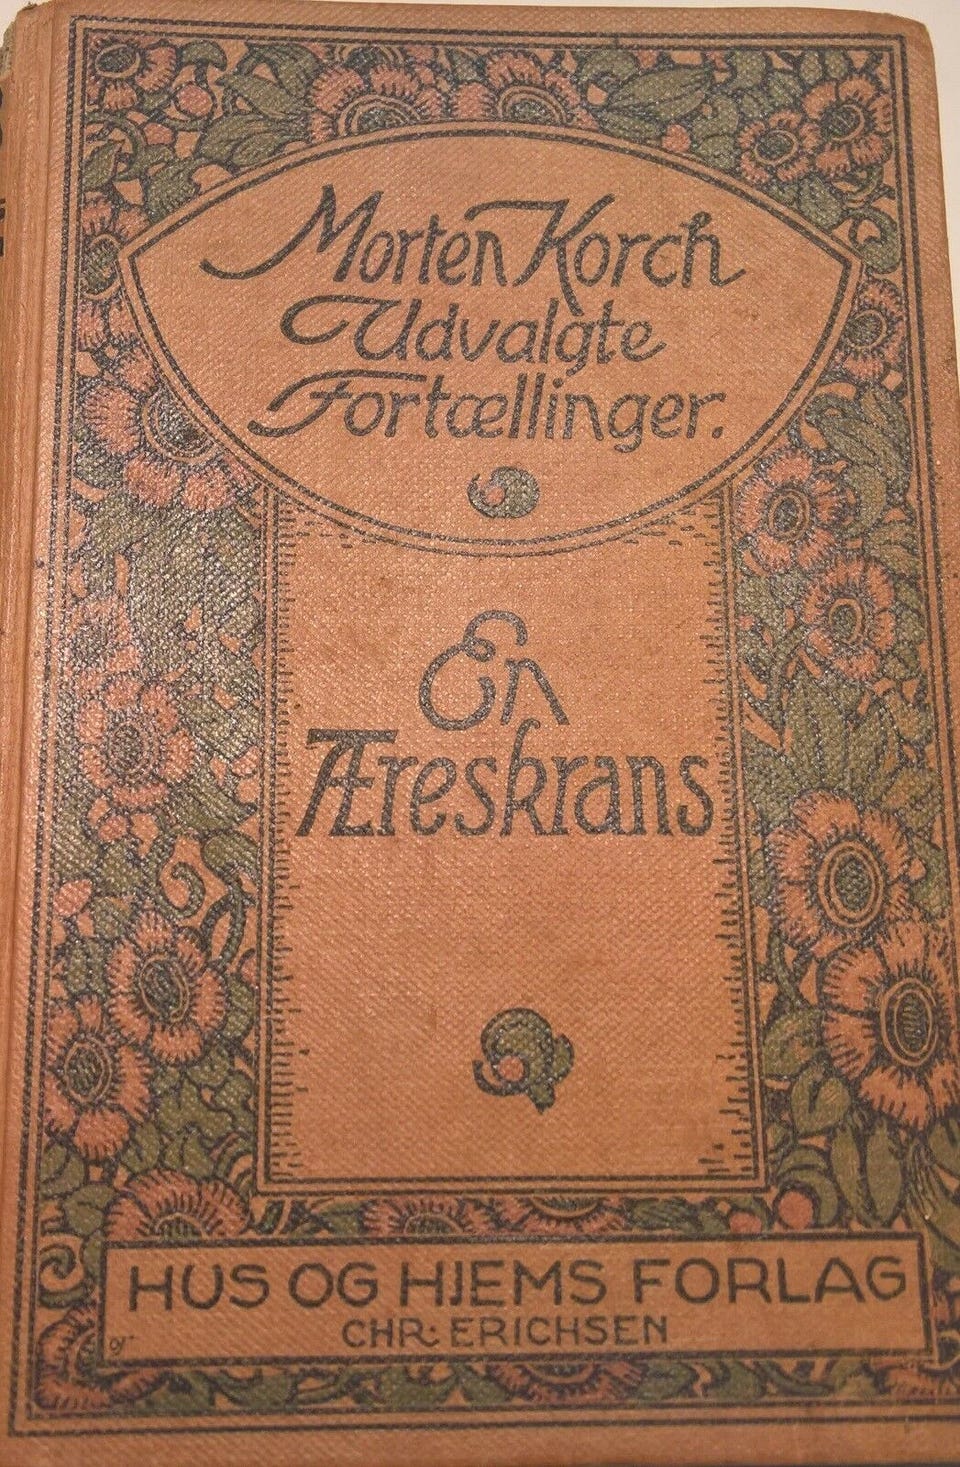 Morten Korch
Udvalgte
Fortællinger.
En
Æreskrans
HUS OG HJEMS FORLAG
CHR. ERICHSEN